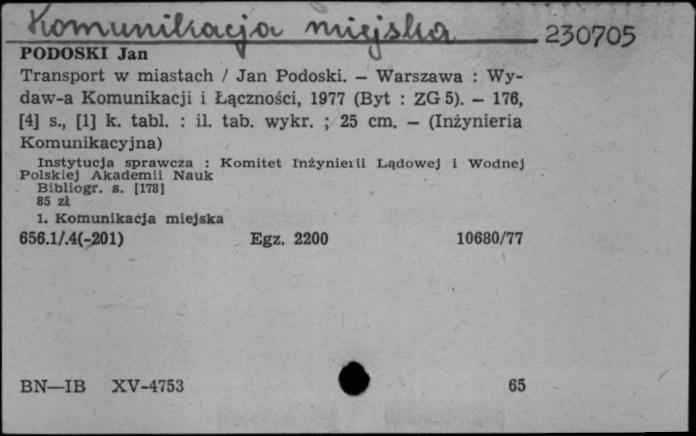 Komunikacja miejska
230705
PODOSKI Jan
Transport w miastach / Jan Podoski. — Warszawa : Wy-
daw-a Komunikacji i Łączności, 1977 (Byt : ZG 5). — 176,
[4] s., [1] k. tabl. : il. tab. wykr. ; 25 cm. — (Inżynieria
Komunikacyjna)
Instytucja sprawcza : Komitet Inżynierii Lądowej i Wodnej
Polskiej Akademii Nauk
Bibliogr. s. [178]
85 zł
1. Komunikacja miejska
656.1/.4(-201) Egz. 2200 10680/77
BN—IB XV-4753 65